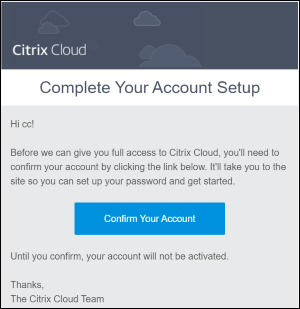 Citrix Cloud
Complete Your Account Setup
Hi cc!
Before we can give you full access to Citrix Cloud, you'll need to
confirm your account by clicking the link below. It'll take you to the
site so you can set up your password and get started.
Confirm Your Account
Until you confirm, your account will not be activated.
Thanks,
The Citrix Cloud Team